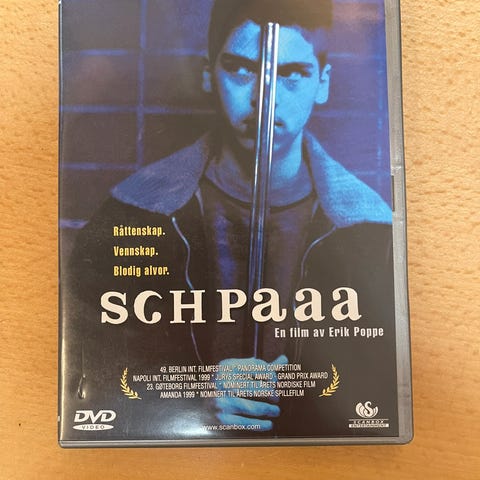 Råttenskap.
Vennskap.
Blodig alvor.
SCHPaaa
En film av Erik Poppe
49. BERLIN INT. FILMFESTIVAL * PANORAMA COMPETITION
NAPOLI INT. FILMFESTIVAL 1999 * JURYS SPECIAL AWARD - GRAND PRIX AWARD
23. GØTEBORG FILMFESTIVAL * NOMINERT TIL ÅRETS NORDISKE FILM
AMANDA 1999 * NOMINERT TIL ÅRETS NORSKE SPILLEFILM
DVD
VIDEO
www.scanbox.com
SCANBOX
ENTERTAINMENT